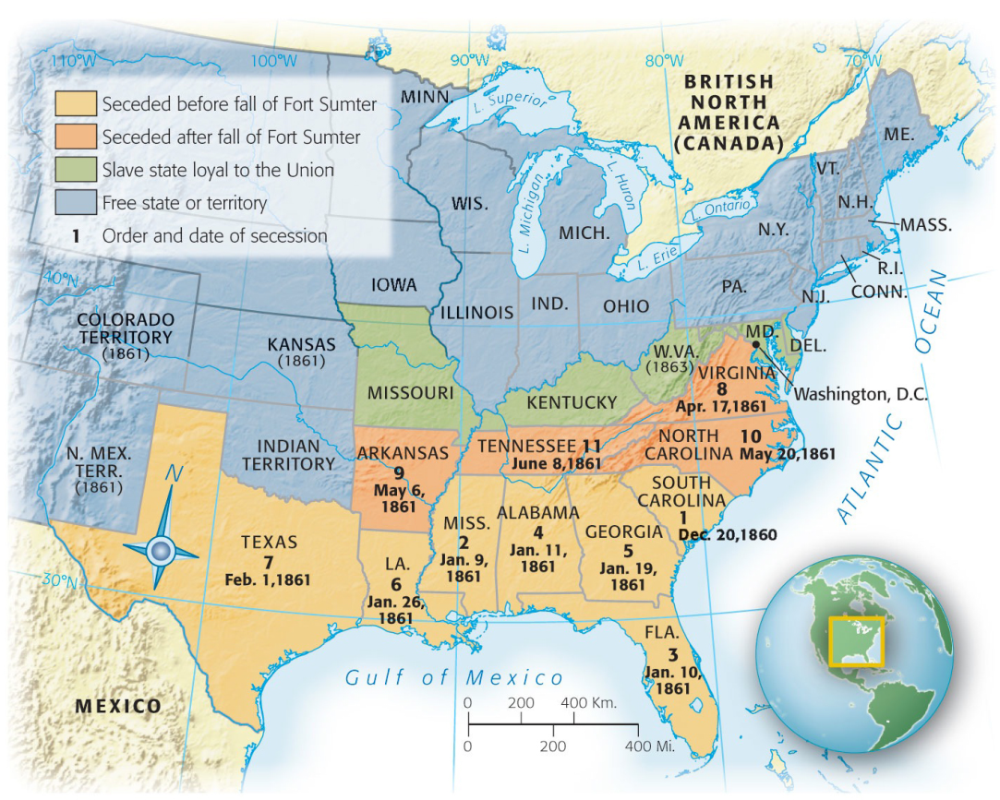 110°W
100°W
90°W
80°W
70°W
Seceded before fall of Fort Sumter
Seceded after fall of Fort Sumter
Slave state loyal to the Union
Free state or territory
1 Order and date of secession
BRITISH
NORTH
AMERICA
(CANADA)
MINN.
L. Superior
WIS.
L. Michigan
L. Huron
MICH.
L. Ontario
L. Erie
ME.
VT.
N.H.
MASS.
N.Y.
R.I.
CONN.
PA.
N.J.
IOWA
ILLINOIS
IND.
OHIO
40°N
COLORADO
TERRITORY
(1861)
KANSAS
(1861)
MISSOURI
KENTUCKY
W.VA.
(1863)
MD.
DEL.
Washington, D.C.
VIRGINIA
8
Apr. 17,1861
ATLANTIC OCEAN
N. MEX.
TERR.
(1861)
INDIAN
TERRITORY
ARKANSAS
9
May 6,
1861
TENNESSEE 11
June 8,1861
NORTH
CAROLINA 10
May 20,1861
SOUTH
CAROLINA
1
Dec. 20,1860
N
TEXAS
7
Feb. 1,1861
LA.
6
Jan. 26,
1861
MISS.
2
Jan. 9,
1861
ALABAMA
4
Jan. 11,
1861
GEORGIA
5
Jan. 19,
1861
30°N
FLA.
3
Jan. 10,
1861
MEXICO
Gulf of Mexico
0 200 400 Km.
0 200 400 Mi.